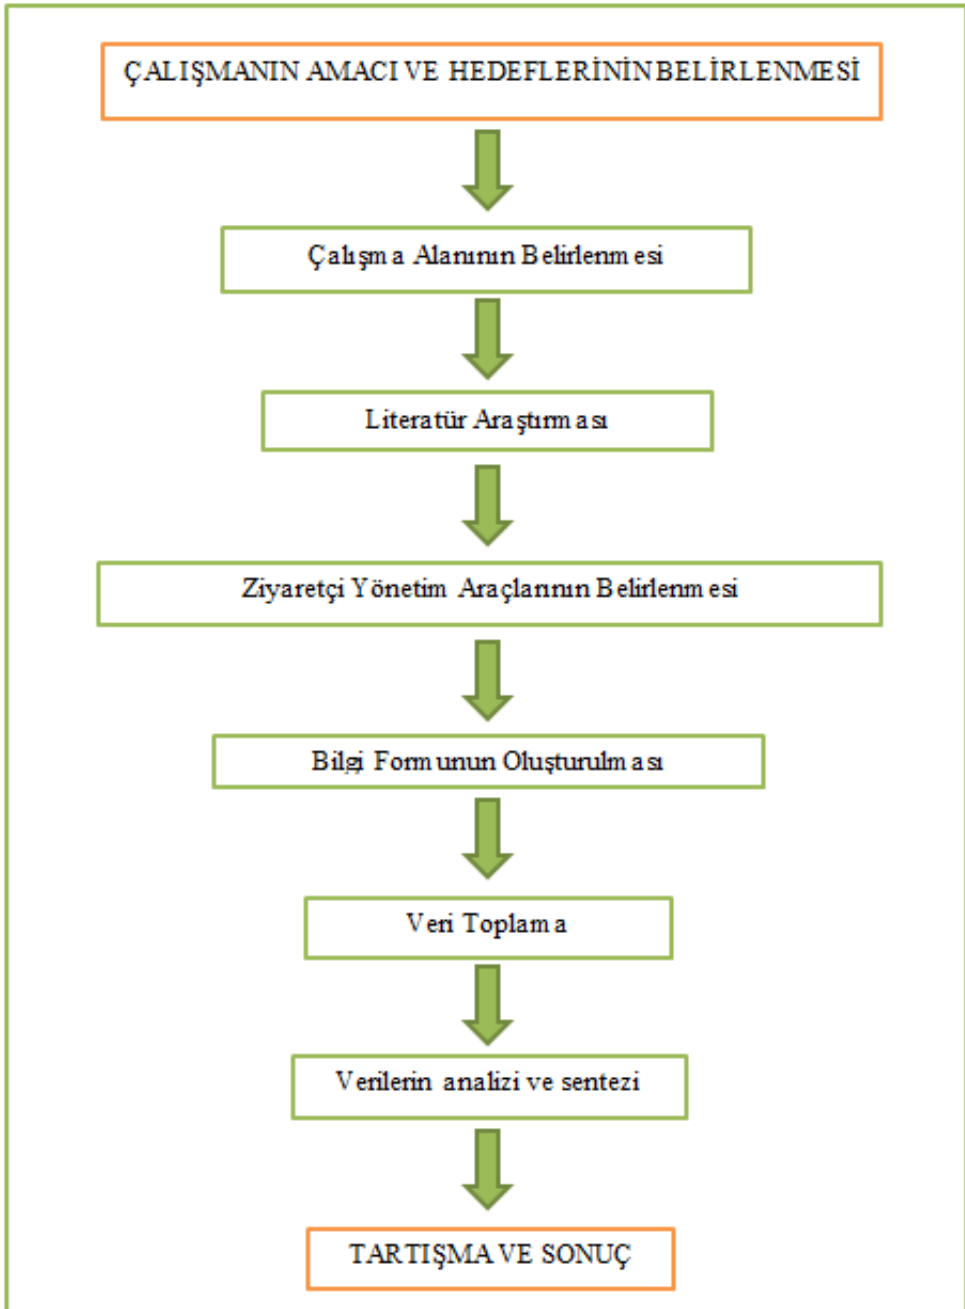 ÇALIŞMANIN AMACI VE HEDEFLERİNİN BELİRLENMESİ
Çalışma Alanının Belirlenmesi
Literatür Araştırması
Ziyaretçi Yönetim Araçlarının Belirlenmesi
Bilgi Formunun Oluşturulması
Veri Toplama
Verilerin analizi ve sentezi
TARTIŞMA VE SONUÇ